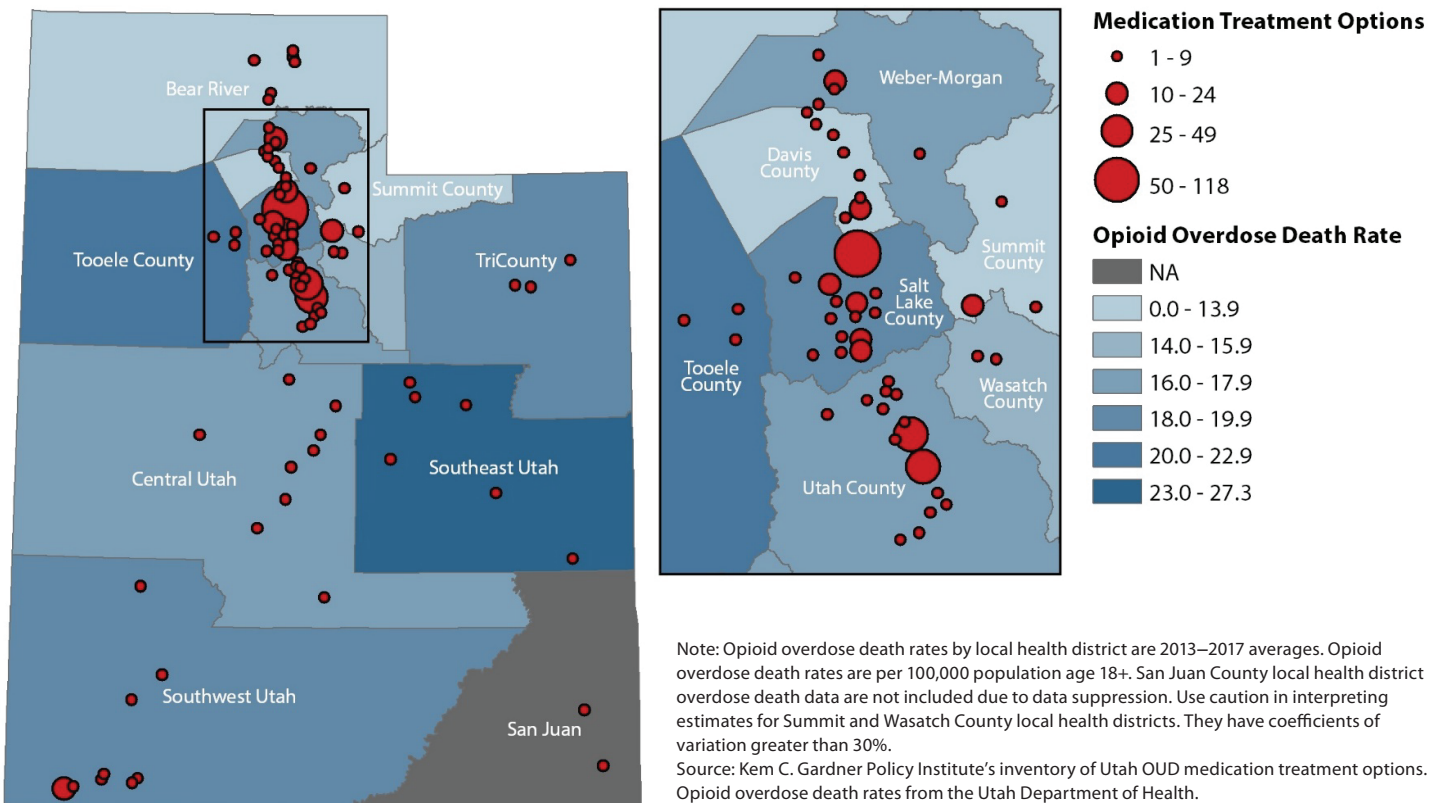 Bear River
Summit County
Tooele County
TriCounty
Central Utah
Southeast Utah
Southwest Utah
San Juan
Weber-Morgan
Davis
County
Summit
County
Salt
Lake
County
Tooele
County
Wasatch
County
Utah County
Medication Treatment Options
1 - 9
10 - 24
25 - 49
50 - 118
Opioid Overdose Death Rate
NA
0.0 - 13.9
14.0 - 15.9
16.0 - 17.9
18.0 - 19.9
20.0 - 22.9
23.0 - 27.3
Note: Opioid overdose death rates by local health district are 2013–2017 averages. Opioid
overdose death rates are per 100,000 population age 18+. San Juan County local health district
overdose death data are not included due to data suppression. Use caution in interpreting
estimates for Summit and Wasatch County local health districts. They have coefficients of
variation greater than 30%.
Source: Kem C. Gardner Policy Institute’s inventory of Utah OUD medication treatment options.
Opioid overdose death rates from the Utah Department of Health.